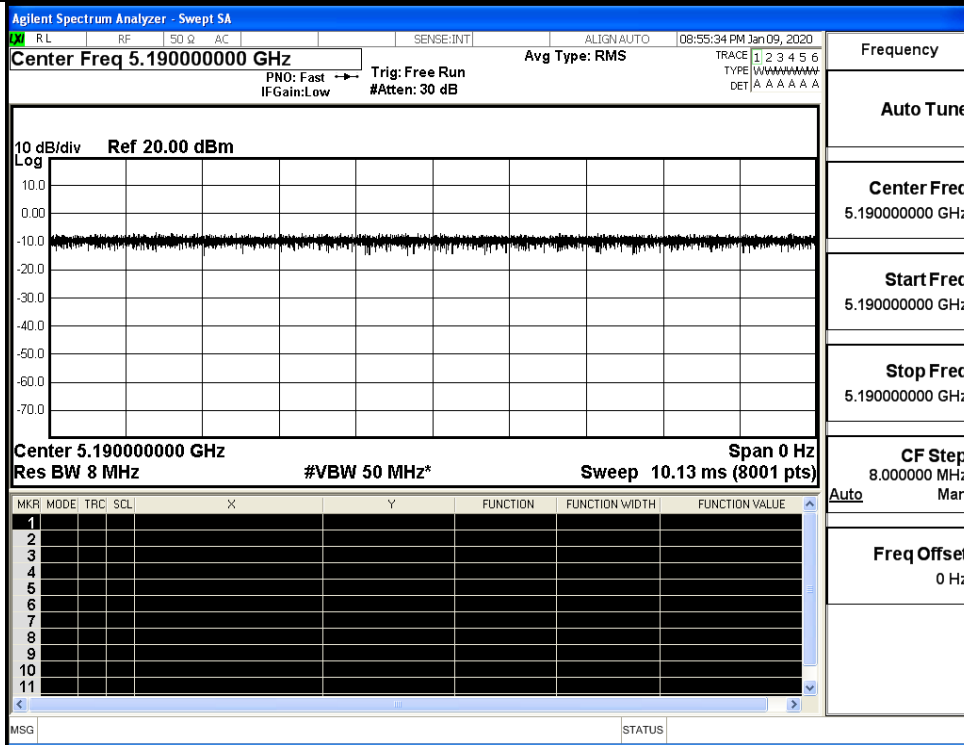 Agilent Spectrum Analyzer - Swept SA
LXI RL RF 50 Ω AC SENSE:INT ALIGN AUTO 08:55:34 PM Jan 09, 2020
Center Freq 5.190000000 GHz
PNO: Fast
IFGain:Low
Trig: Free Run
#Atten: 30 dB
Avg Type: RMS
TRACE 1 2 3 4 5 6
TYPE WWWWWW
DET A A A A A A
10 dB/div Ref 20.00 dBm
Log
10.0
0.00
-10.0
-20.0
-30.0
-40.0
-50.0
-60.0
-70.0
Center 5.190000000 GHz Span 0 Hz
Res BW 8 MHz #VBW 50 MHz* Sweep 10.13 ms (8001 pts)
MKR MODE TRC SCL X Y FUNCTION FUNCTION WIDTH FUNCTION VALUE
1
2
3
4
5
6
7
8
9
10
11
MSG STATUS
Frequency
Auto Tune
Center Freq
5.190000000 GHz
Start Freq
5.190000000 GHz
Stop Freq
5.190000000 GHz
CF Step
8.000000 MHz
Auto Man
Freq Offset
0 Hz